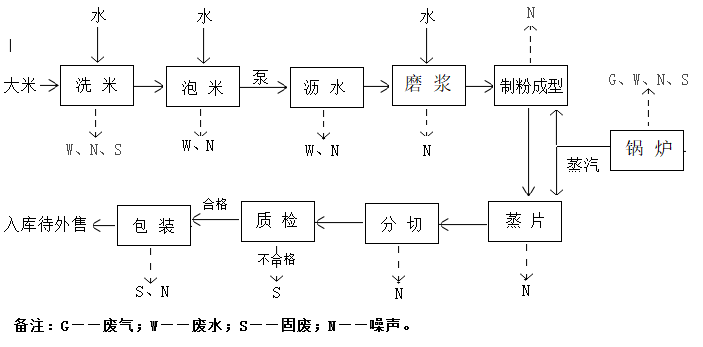 水 水 水 N
大米 洗米 泡米 泵 沥水 磨浆 制粉成型 G、W、N、S
W、N、S W、N W、N N 蒸汽 锅炉
入库待外售 包装 合格 质检 分切 蒸片
不合格
S、N S N N
备注：G——废气；W——废水；S——固废；N——噪声。